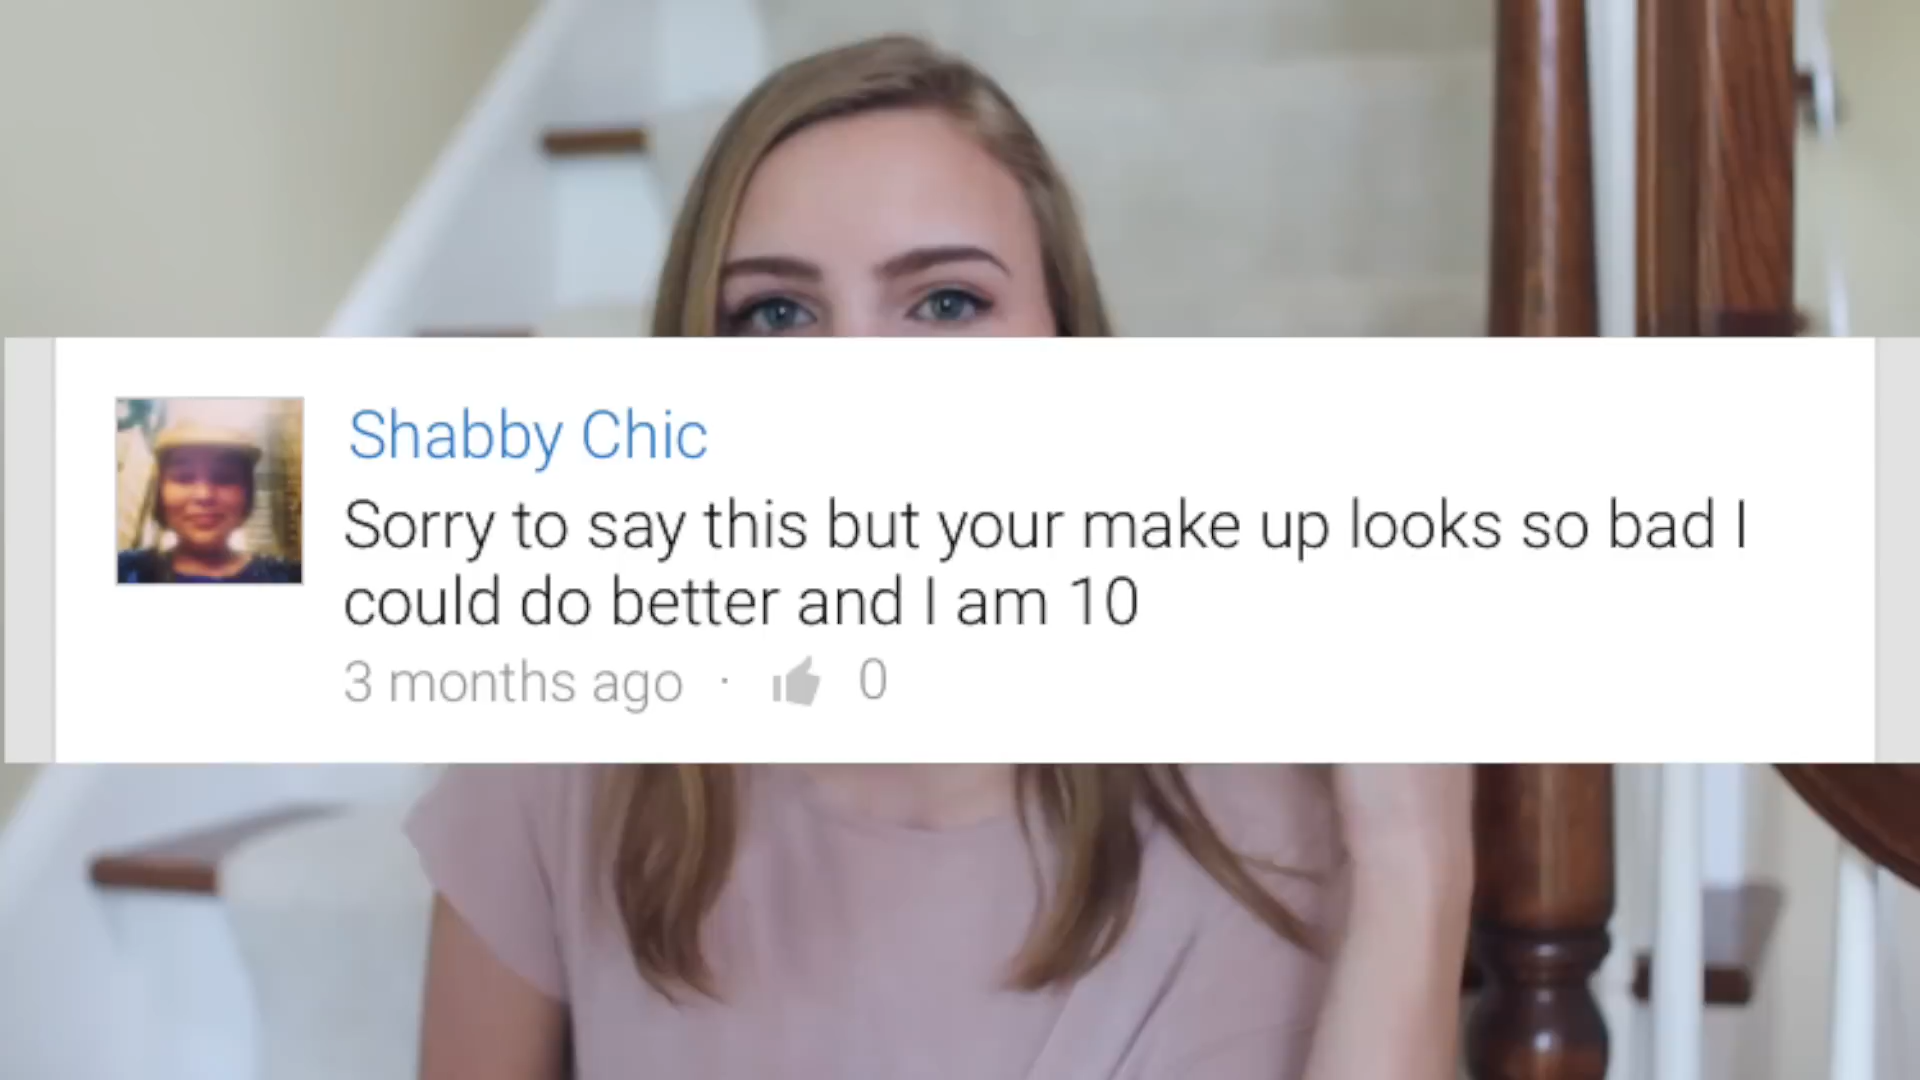 Shabby Chic
Sorry to say this but your make up looks so bad I
could do better and I am 10
3 months ago · 0